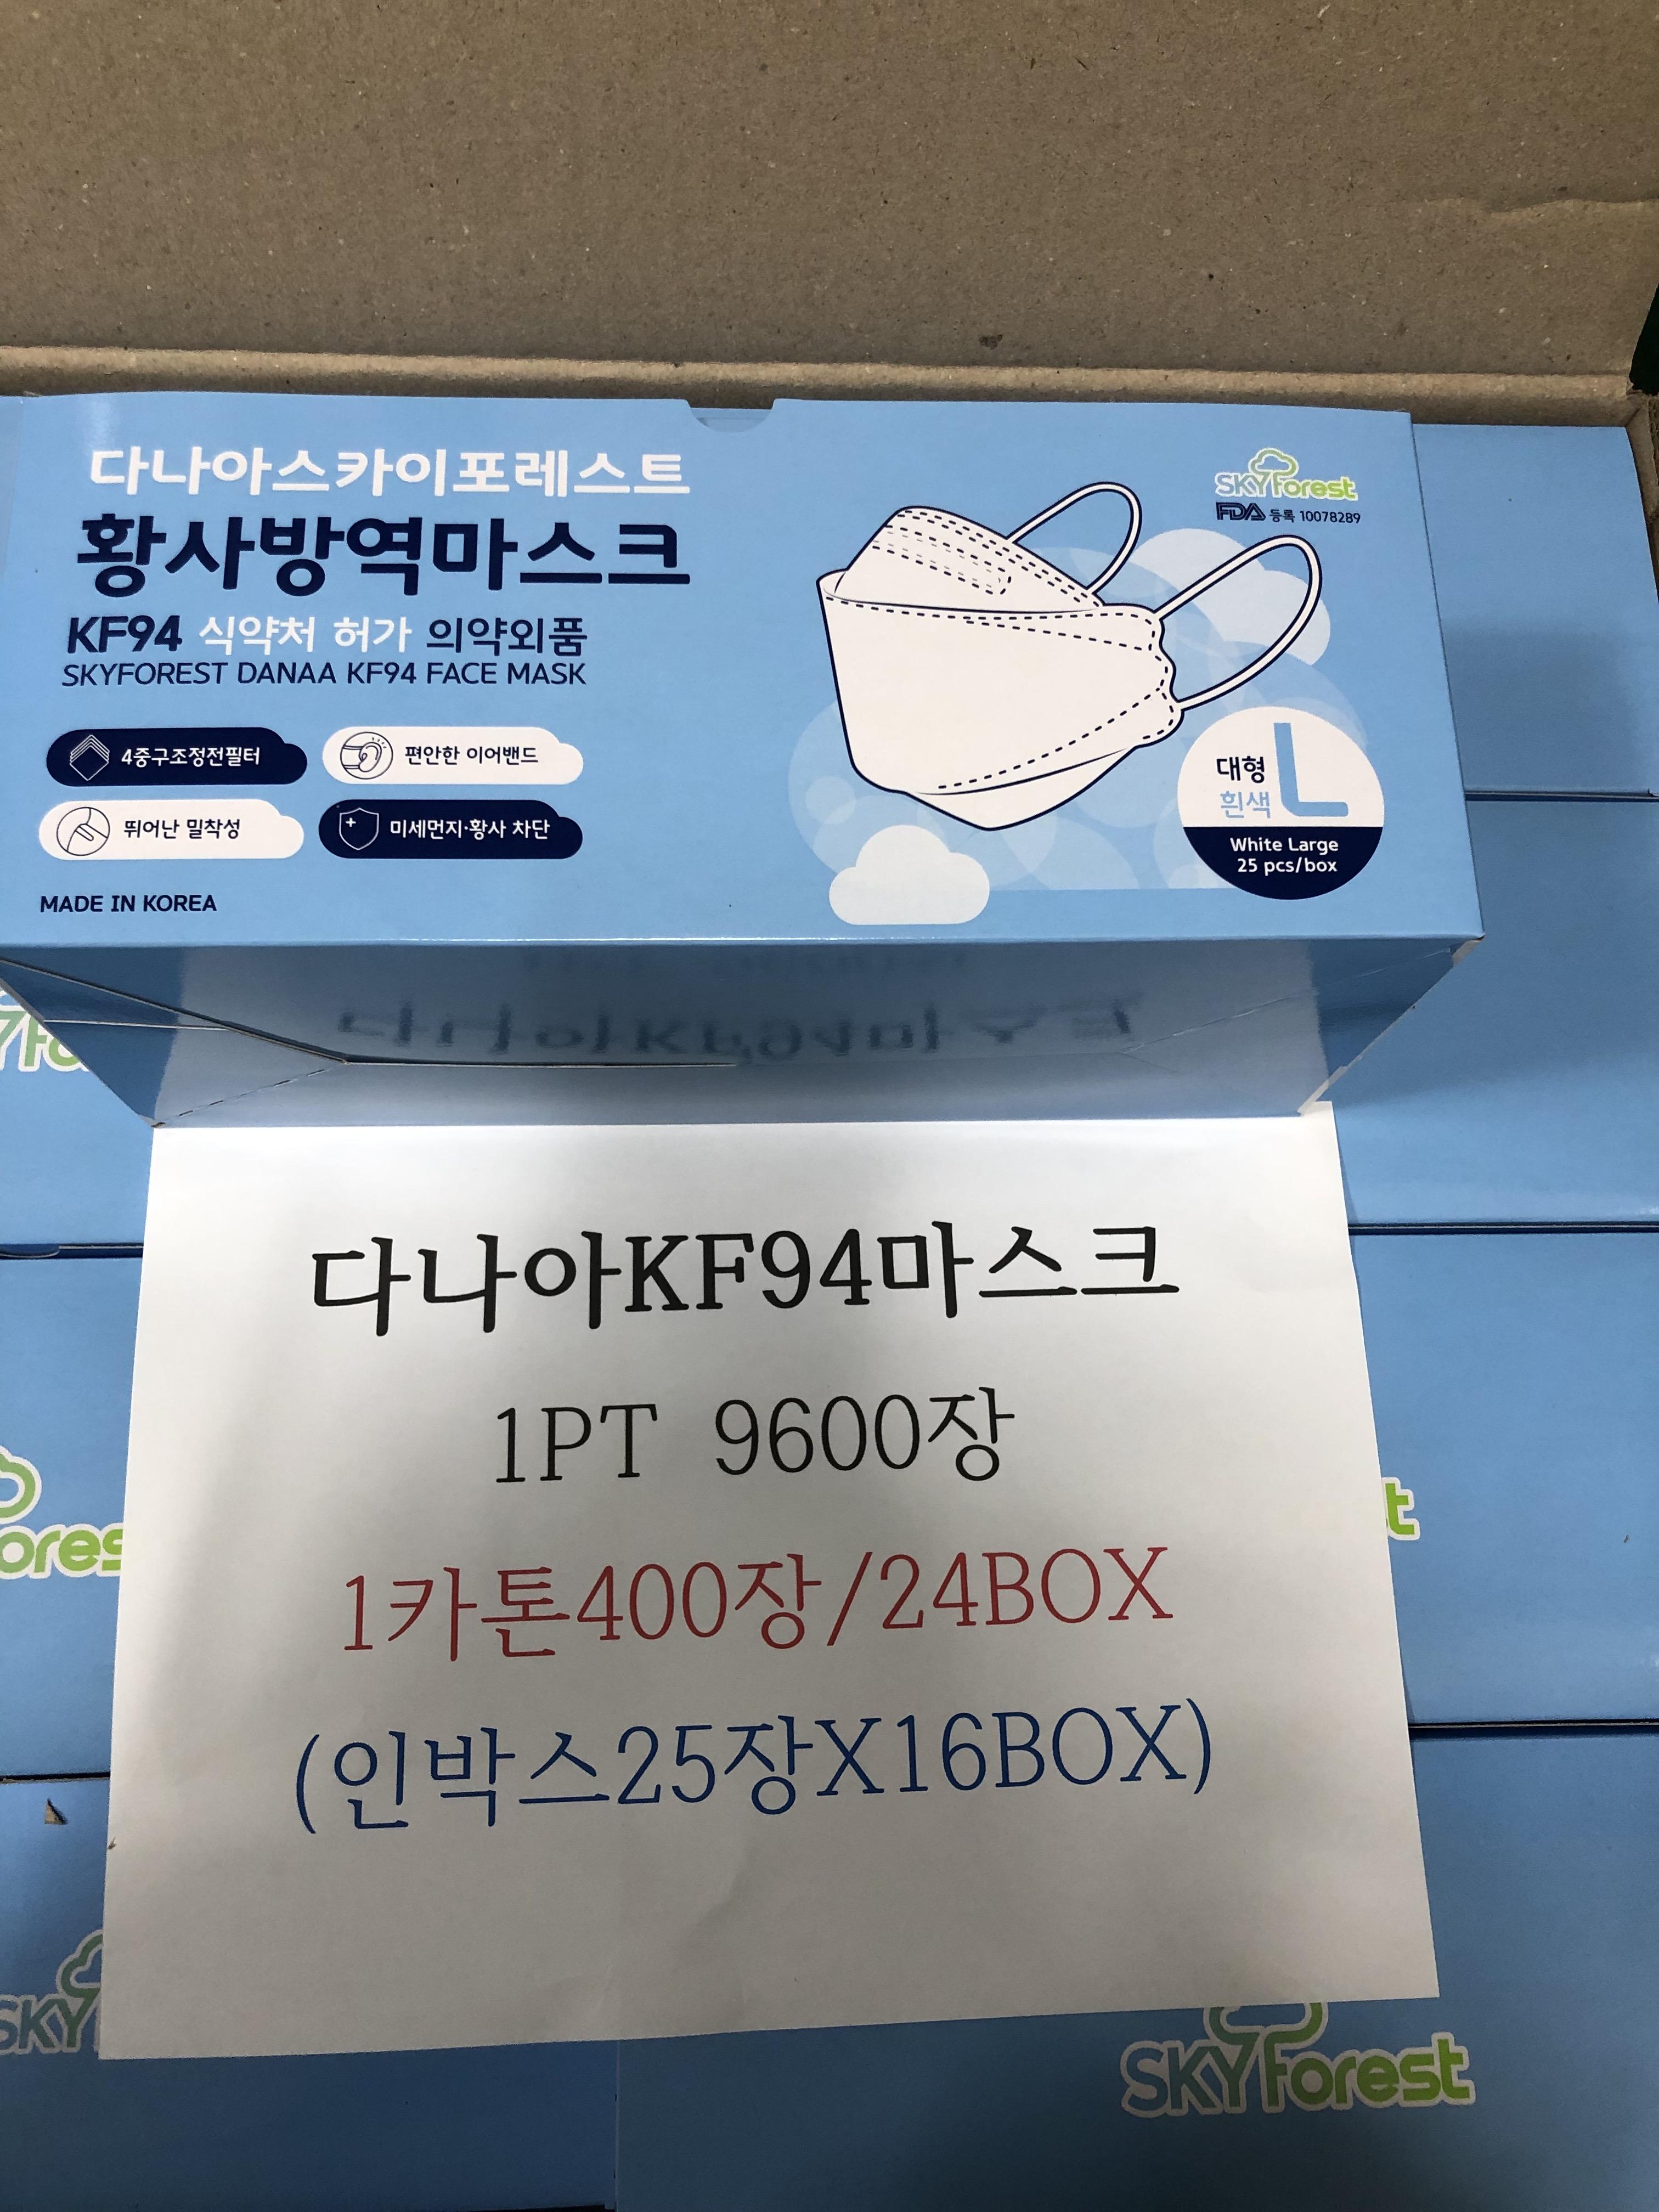 다나아스카이포레스트
황사방역마스크
KF94 식약처 허가 의약외품
SKYFOREST DANAA KF94 FACE MASK
4중구조정전필터
편안한 이어밴드
뛰어난 밀착성
미세먼지·황사 차단
MADE IN KOREA
SKYForest
FDA 등록 10078289
대형 L
흰색
White Large
25 pcs/box
다나아KF94마스크
1PT 9600장
1카톤400장/24BOX
(인박스25장X16BOX)
SKYForest